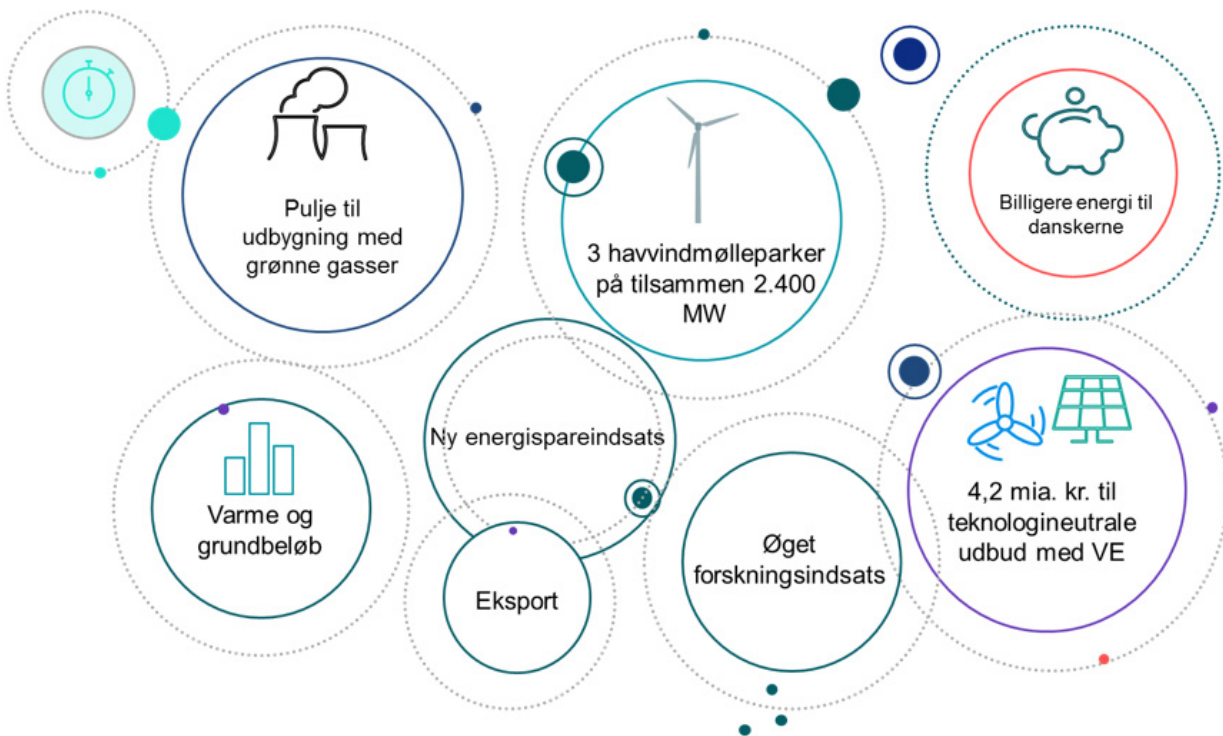 Pulje til
udbygning med
grønne gasser
3 havvindmølleparker
på tilsammen 2.400
MW
Billigere energi til
danskerne
Varme og
grundbeløb
Ny energispareindsats
Eksport
Øget
forskningsindsats
4,2 mia. kr. til
teknologineutrale
udbud med VE